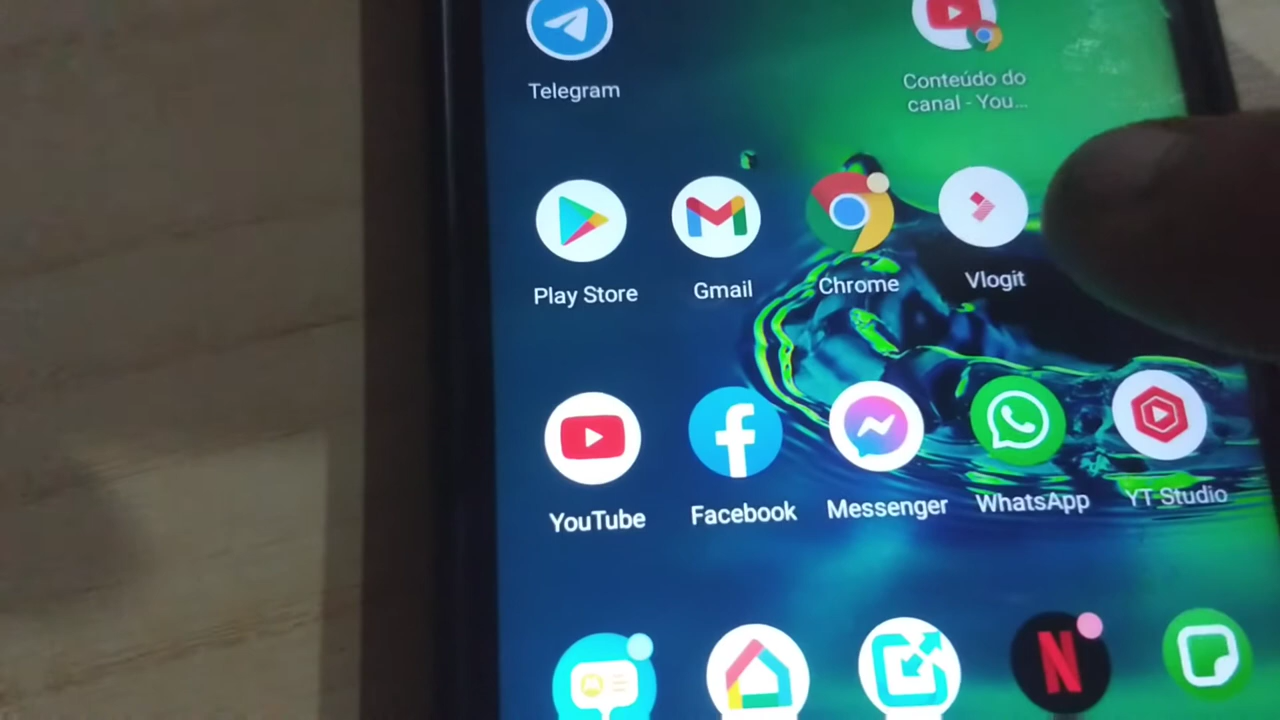 Telegram
Conteúdo do
canal - You...
Play Store
Gmail
Chrome
Vlogit
YouTube
Facebook
Messenger
WhatsApp
YT Studio